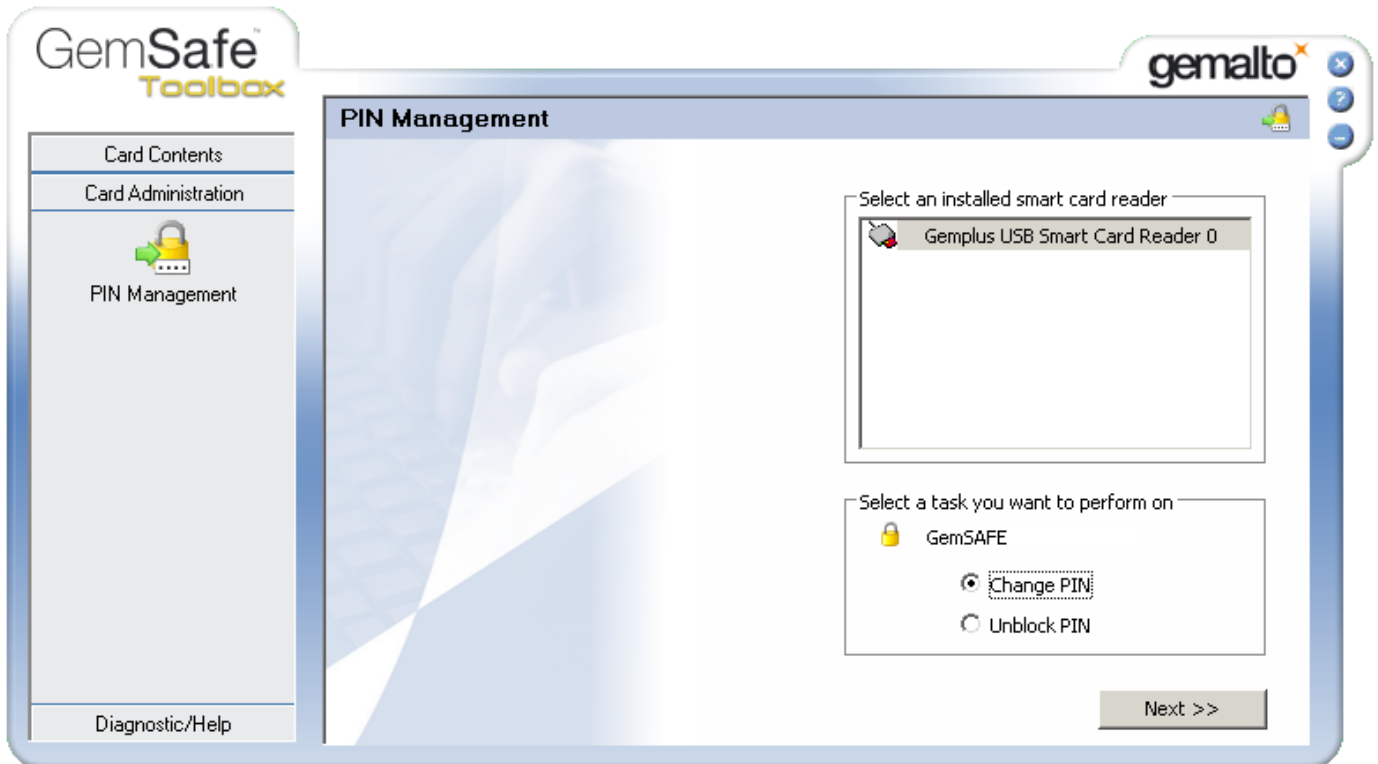 GemSafe™
Toolbox
gemalto
PIN Management
Card Contents
Card Administration
PIN Management
Diagnostic/Help
Select an installed smart card reader
Gemplus USB Smart Card Reader 0
Select a task you want to perform on
GemSAFE
Change PIN
Unblock PIN
Next >>